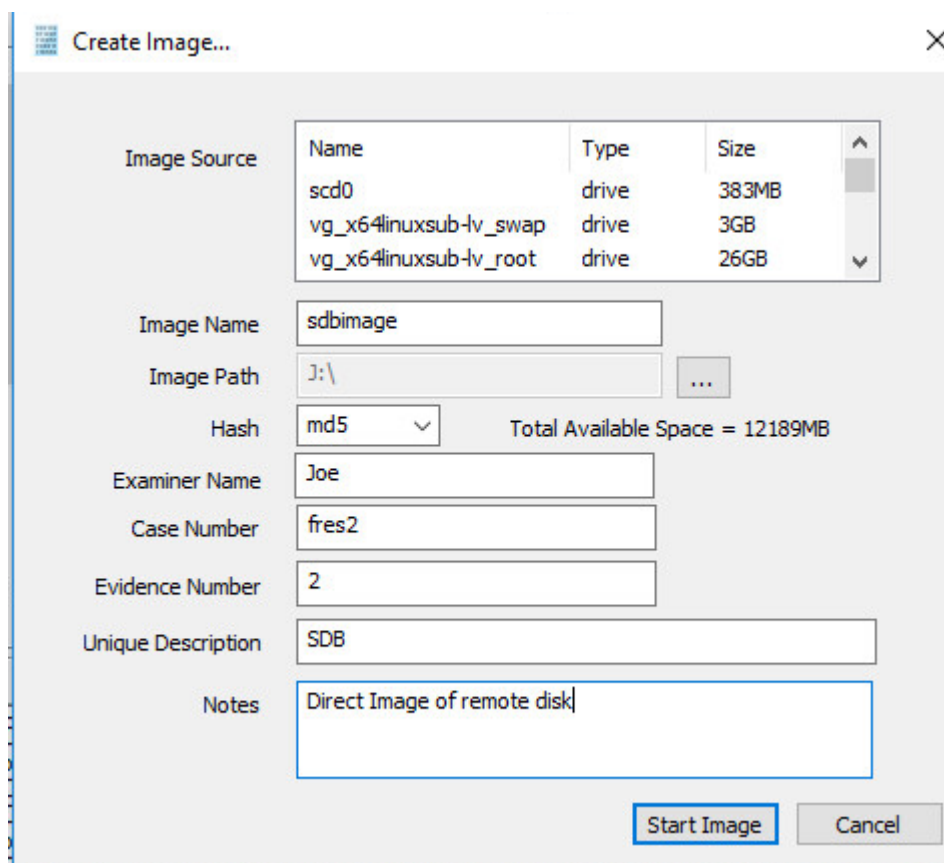 Create Image...
Image Source
Name Type Size
scd0 drive 383MB
vg_x64linuxsub-lv_swap drive 3GB
vg_x64linuxsub-lv_root drive 26GB
Image Name sdbimage
Image Path J:\ ...
Hash md5 Total Available Space = 12189MB
Examiner Name Joe
Case Number fres2
Evidence Number 2
Unique Description SDB
Notes Direct Image of remote disk
Start Image Cancel